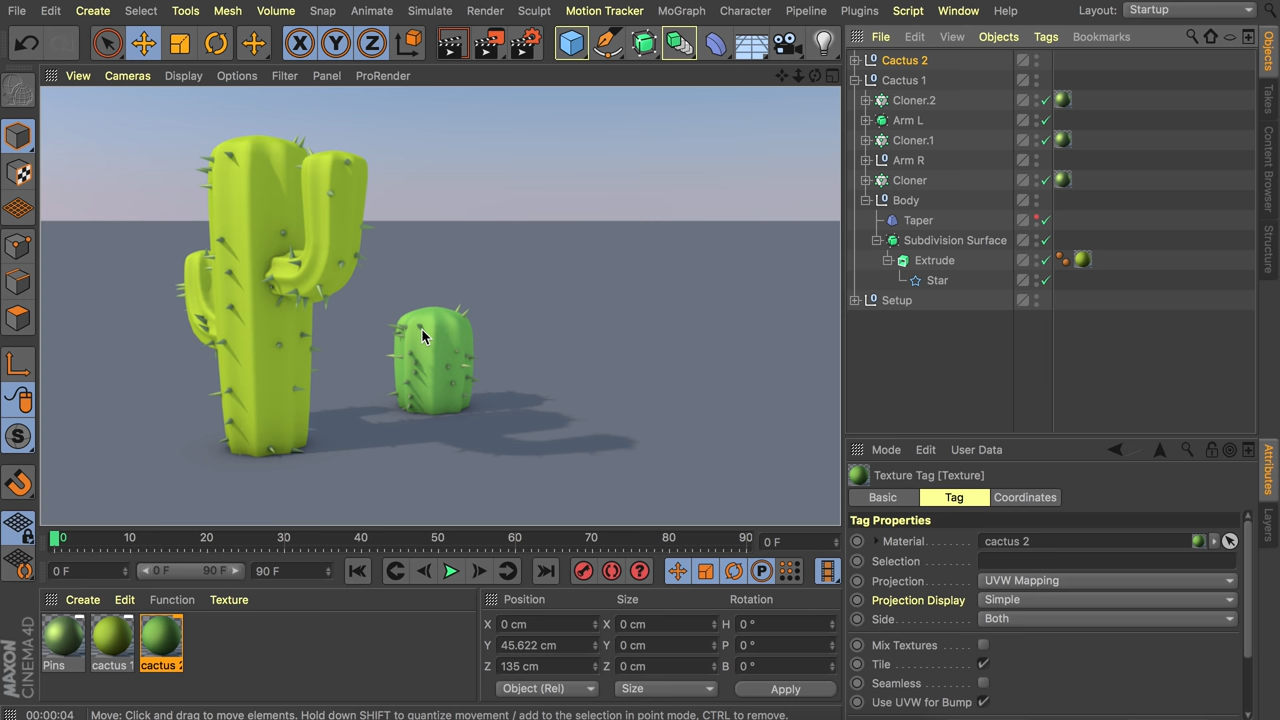 File Create Select Tools Mesh Volume Snap Animate Simulate Render Sculpt Motion Tracker MoGraph Character Pipeline Plugins Script Window Help Layout: Startup
X Y Z
File Edit View Objects Tags Bookmarks
View Cameras Display Options Filter Panel ProRender
Cactus 2
Cactus 1
Cloner.2
Arm L
Cloner.1
Arm R
Cloner
Body
Taper
Subdivision Surface
Extrude
Star
Setup
Objects
Takes
Content Browser
Structure
Mode Edit User Data
Texture Tag [Texture]
Basic Tag Coordinates
Tag Properties
Material cactus 2
Selection
Projection UVW Mapping
Projection Display Simple
Side Both
Mix Textures
Tile
Seamless
Use UVW for Bump
Attributes
Layers
0 10 20 30 40 50 60 70 80 90 0 F
0 F 0 F 90 F 90 F
P
S
Create Edit Function Texture
Pins cactus 1 cactus 2
Position Size Rotation
X 0 cm X 0 cm H 0 °
Y 45.622 cm Y 0 cm P 0 °
Z 135 cm Z 0 cm B 0 °
Object (Rel) Size Apply
MAXON
CINEMA4D
00:00:04 Move: Click and drag to move elements. Hold down SHIFT to quantize movement / add to the selection in point mode, CTRL to remove.